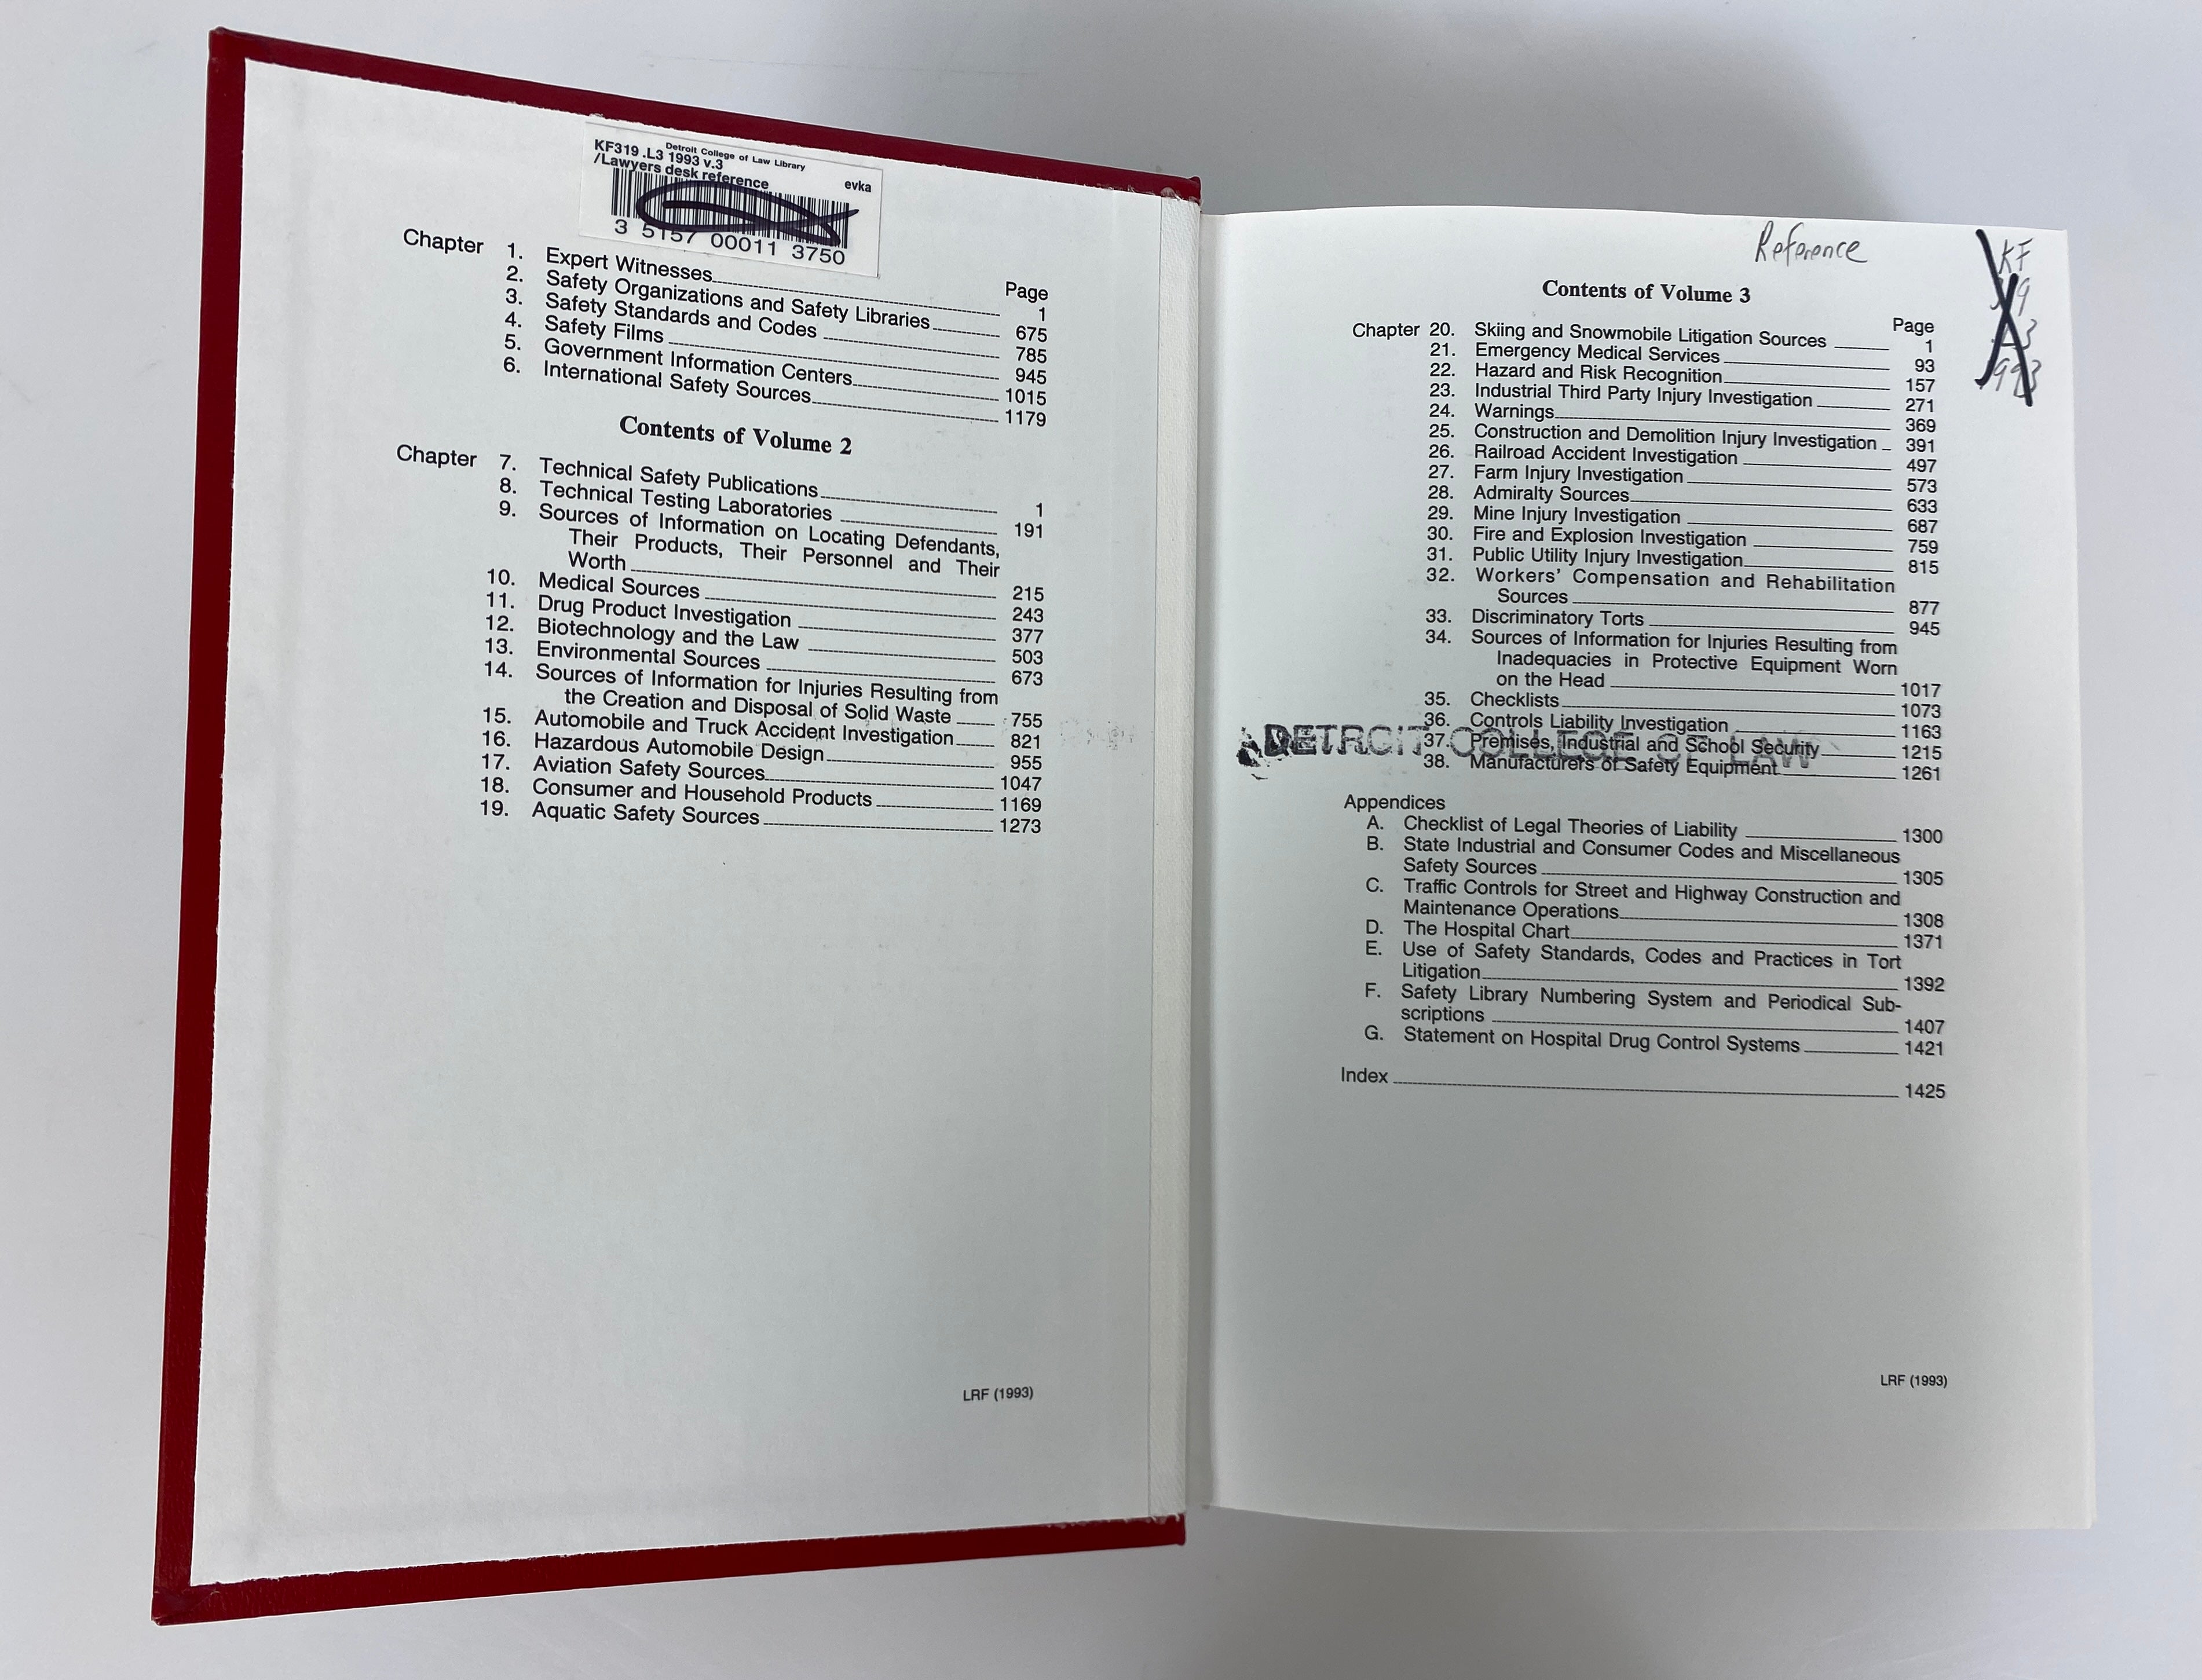 Detroit College of Law Library
KF319 .L3 1993 v.3
/Lawyers desk reference evka
3 5157 00011 3750
Page
Chapter 1. Expert Witnesses 1
2. Safety Organizations and Safety Libraries 675
3. Safety Standards and Codes 785
4. Safety Films 945
5. Government Information Centers 1015
6. International Safety Sources 1179
Contents of Volume 2
Chapter 7. Technical Safety Publications 1
8. Technical Testing Laboratories 191
9. Sources of Information on Locating Defendants,
Their Products, Their Personnel and Their
Worth 215
10. Medical Sources 243
11. Drug Product Investigation 377
12. Biotechnology and the Law 503
13. Environmental Sources 673
14. Sources of Information for Injuries Resulting from
the Creation and Disposal of Solid Waste 755
15. Automobile and Truck Accident Investigation 821
16. Hazardous Automobile Design 955
17. Aviation Safety Sources 1047
18. Consumer and Household Products 1169
19. Aquatic Safety Sources 1273
LRF (1993)
Reference
KF
Contents of Volume 3
Page
Chapter 20. Skiing and Snowmobile Litigation Sources 1
21. Emergency Medical Services 93
22. Hazard and Risk Recognition 157
23. Industrial Third Party Injury Investigation 271
24. Warnings 369
25. Construction and Demolition Injury Investigation 391
26. Railroad Accident Investigation 497
27. Farm Injury Investigation 573
28. Admiralty Sources 633
29. Mine Injury Investigation 687
30. Fire and Explosion Investigation 759
31. Public Utility Injury Investigation 815
32. Workers' Compensation and Rehabilitation
Sources 877
33. Discriminatory Torts 945
34. Sources of Information for Injuries Resulting from
Inadequacies in Protective Equipment Worn
on the Head 1017
35. Checklists 1073
36. Controls Liability Investigation 1163
DETROIT COLLEGE OF LAW
37. Premises, Industrial and School Security 1215
38. Manufacturers of Safety Equipment 1261
Appendices
A. Checklist of Legal Theories of Liability 1300
B. State Industrial and Consumer Codes and Miscellaneous
Safety Sources 1305
C. Traffic Controls for Street and Highway Construction and
Maintenance Operations 1308
D. The Hospital Chart 1371
E. Use of Safety Standards, Codes and Practices in Tort
Litigation 1392
F. Safety Library Numbering System and Periodical Sub-
scriptions 1407
G. Statement on Hospital Drug Control Systems 1421
Index 1425
LRF (1993)